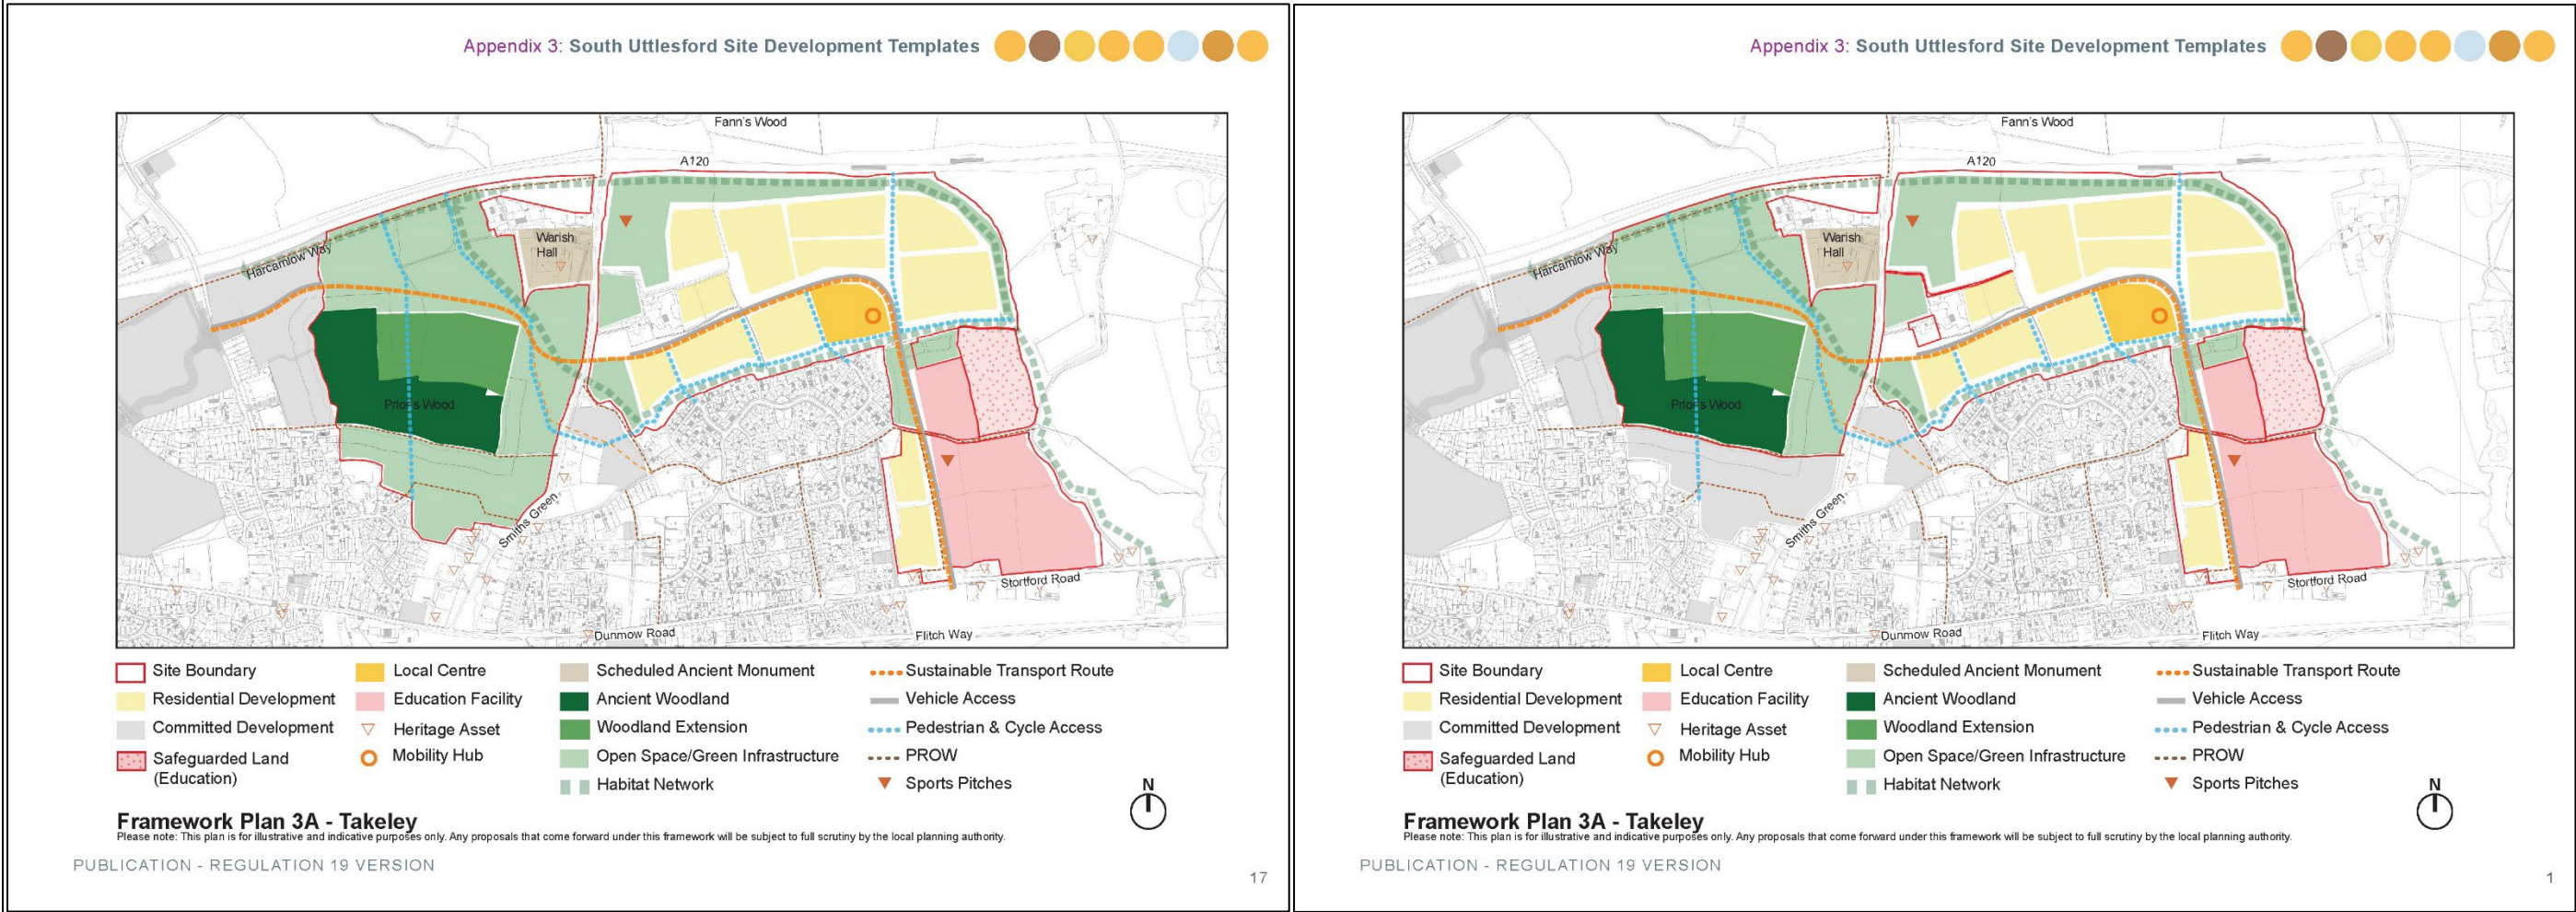 Appendix 3: South Uttlesford Site Development Templates
Fann's Wood
A120
Harcamlow Way
Warish
Hall
Prior's Wood
Smiths Green
Stortford Road
Dunmow Road
Flitch Way
Site Boundary
Residential Development
Committed Development
Safeguarded Land
(Education)
Local Centre
Education Facility
Heritage Asset
Mobility Hub
Scheduled Ancient Monument
Ancient Woodland
Woodland Extension
Open Space/Green Infrastructure
Habitat Network
Sustainable Transport Route
Vehicle Access
Pedestrian & Cycle Access
PROW
Sports Pitches
N
Framework Plan 3A - Takeley
Please note: This plan is for illustrative and indicative purposes only. Any proposals that come forward under this framework will be subject to full scrutiny by the local planning authority.
PUBLICATION - REGULATION 19 VERSION
17
Appendix 3: South Uttlesford Site Development Templates
Fann's Wood
A120
Harcamlow Way
Warish
Hall
Prior's Wood
Smiths Green
Stortford Road
Dunmow Road
Flitch Way
Site Boundary
Residential Development
Committed Development
Safeguarded Land
(Education)
Local Centre
Education Facility
Heritage Asset
Mobility Hub
Scheduled Ancient Monument
Ancient Woodland
Woodland Extension
Open Space/Green Infrastructure
Habitat Network
Sustainable Transport Route
Vehicle Access
Pedestrian & Cycle Access
PROW
Sports Pitches
N
Framework Plan 3A - Takeley
Please note: This plan is for illustrative and indicative purposes only. Any proposals that come forward under this framework will be subject to full scrutiny by the local planning authority.
PUBLICATION - REGULATION 19 VERSION
1